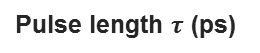 Pulse length τ (ps)